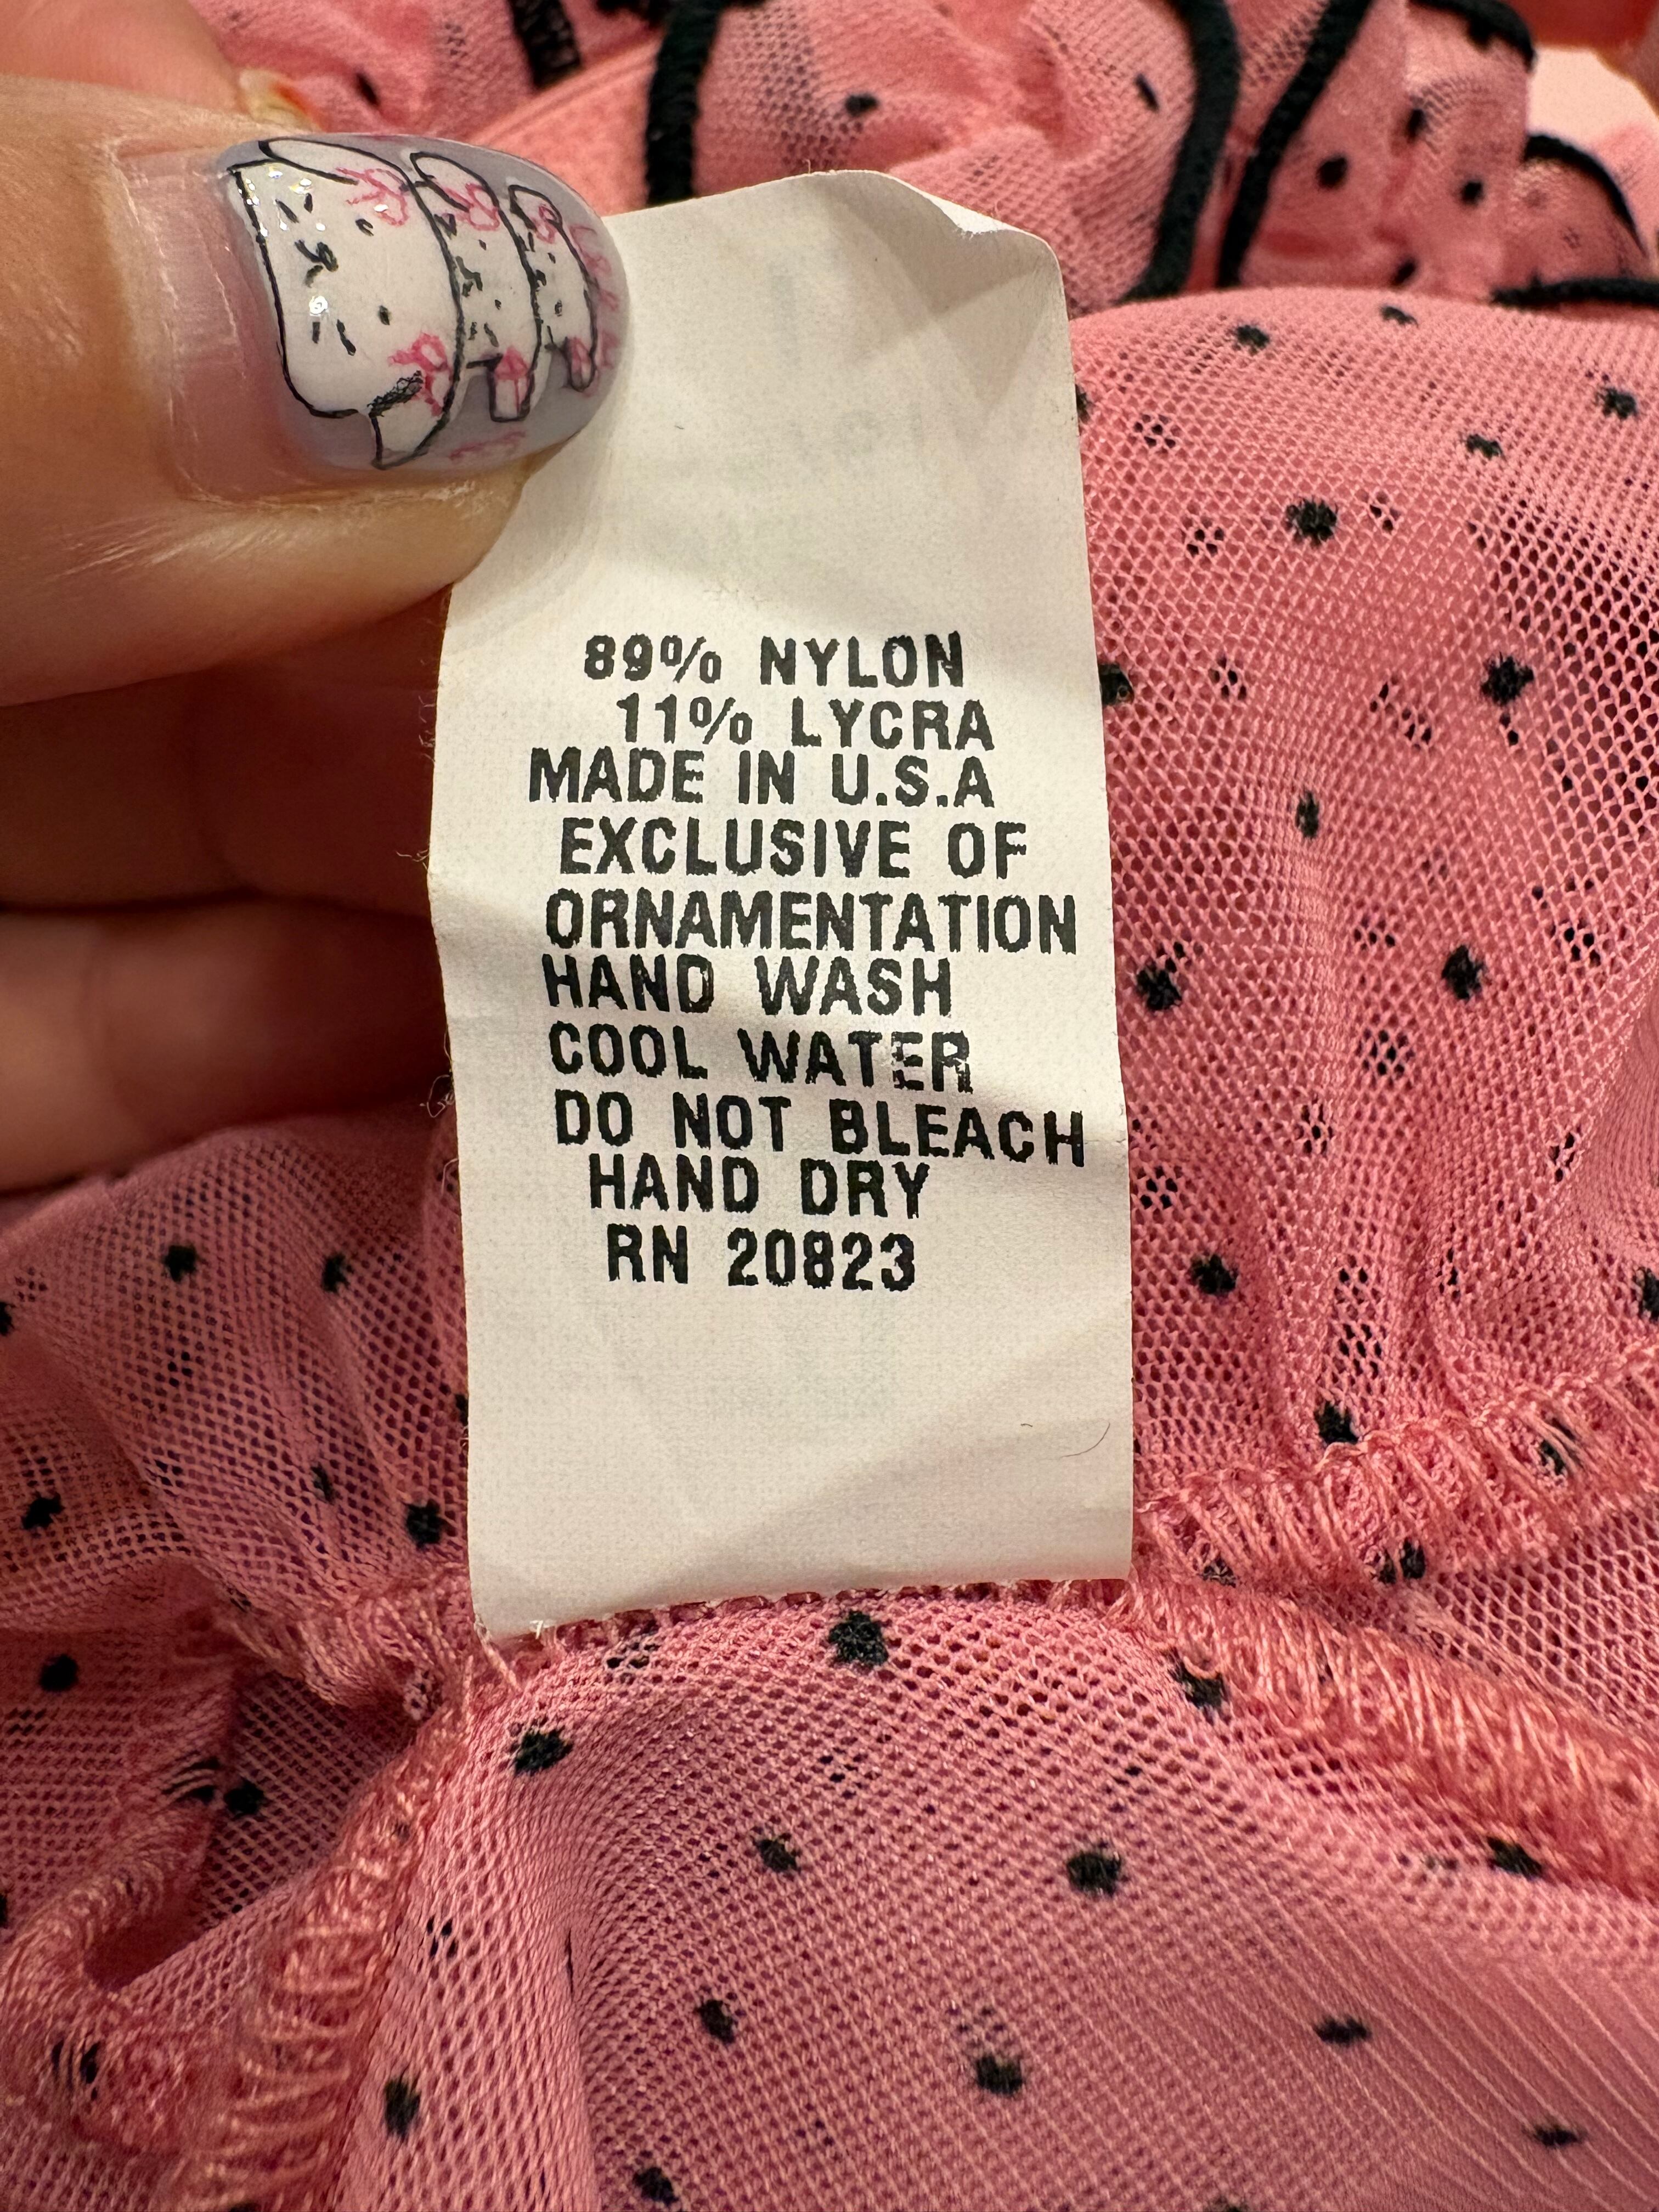 89% NYLON
11% LYCRA
MADE IN U.S.A
EXCLUSIVE OF
ORNAMENTATION
HAND WASH
COOL WATER
DO NOT BLEACH
HAND DRY
RN 20823